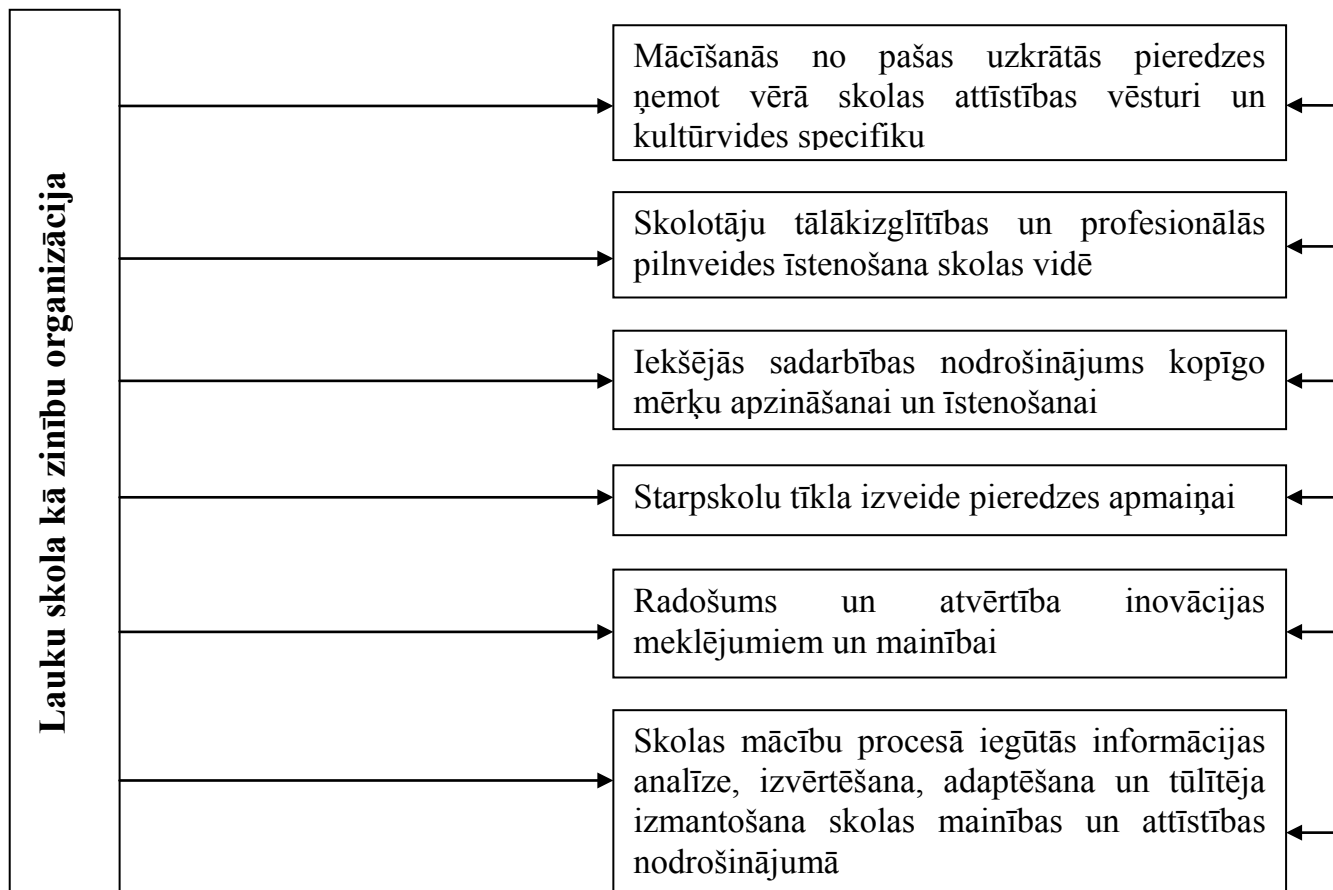 Lauku skola kā zinību organizācija
Mācīšanās no pašas uzkrātās pieredzes
ņemot vērā skolas attīstības vēsturi un
kultūrvides specifiku
Skolotāju tālākizglītības un profesionālās
pilnveides īstenošana skolas vidē
Iekšējās sadarbības nodrošinājums kopīgo
mērķu apzināšanai un īstenošanai
Starpskolu tīkla izveide pieredzes apmaiņai
Radošums un atvērtība inovācijas
meklējumiem un mainībai
Skolas mācību procesā iegūtās informācijas
analīze, izvērtēšana, adaptēšana un tūlītēja
izmantošana skolas mainības un attīstības
nodrošinājumā